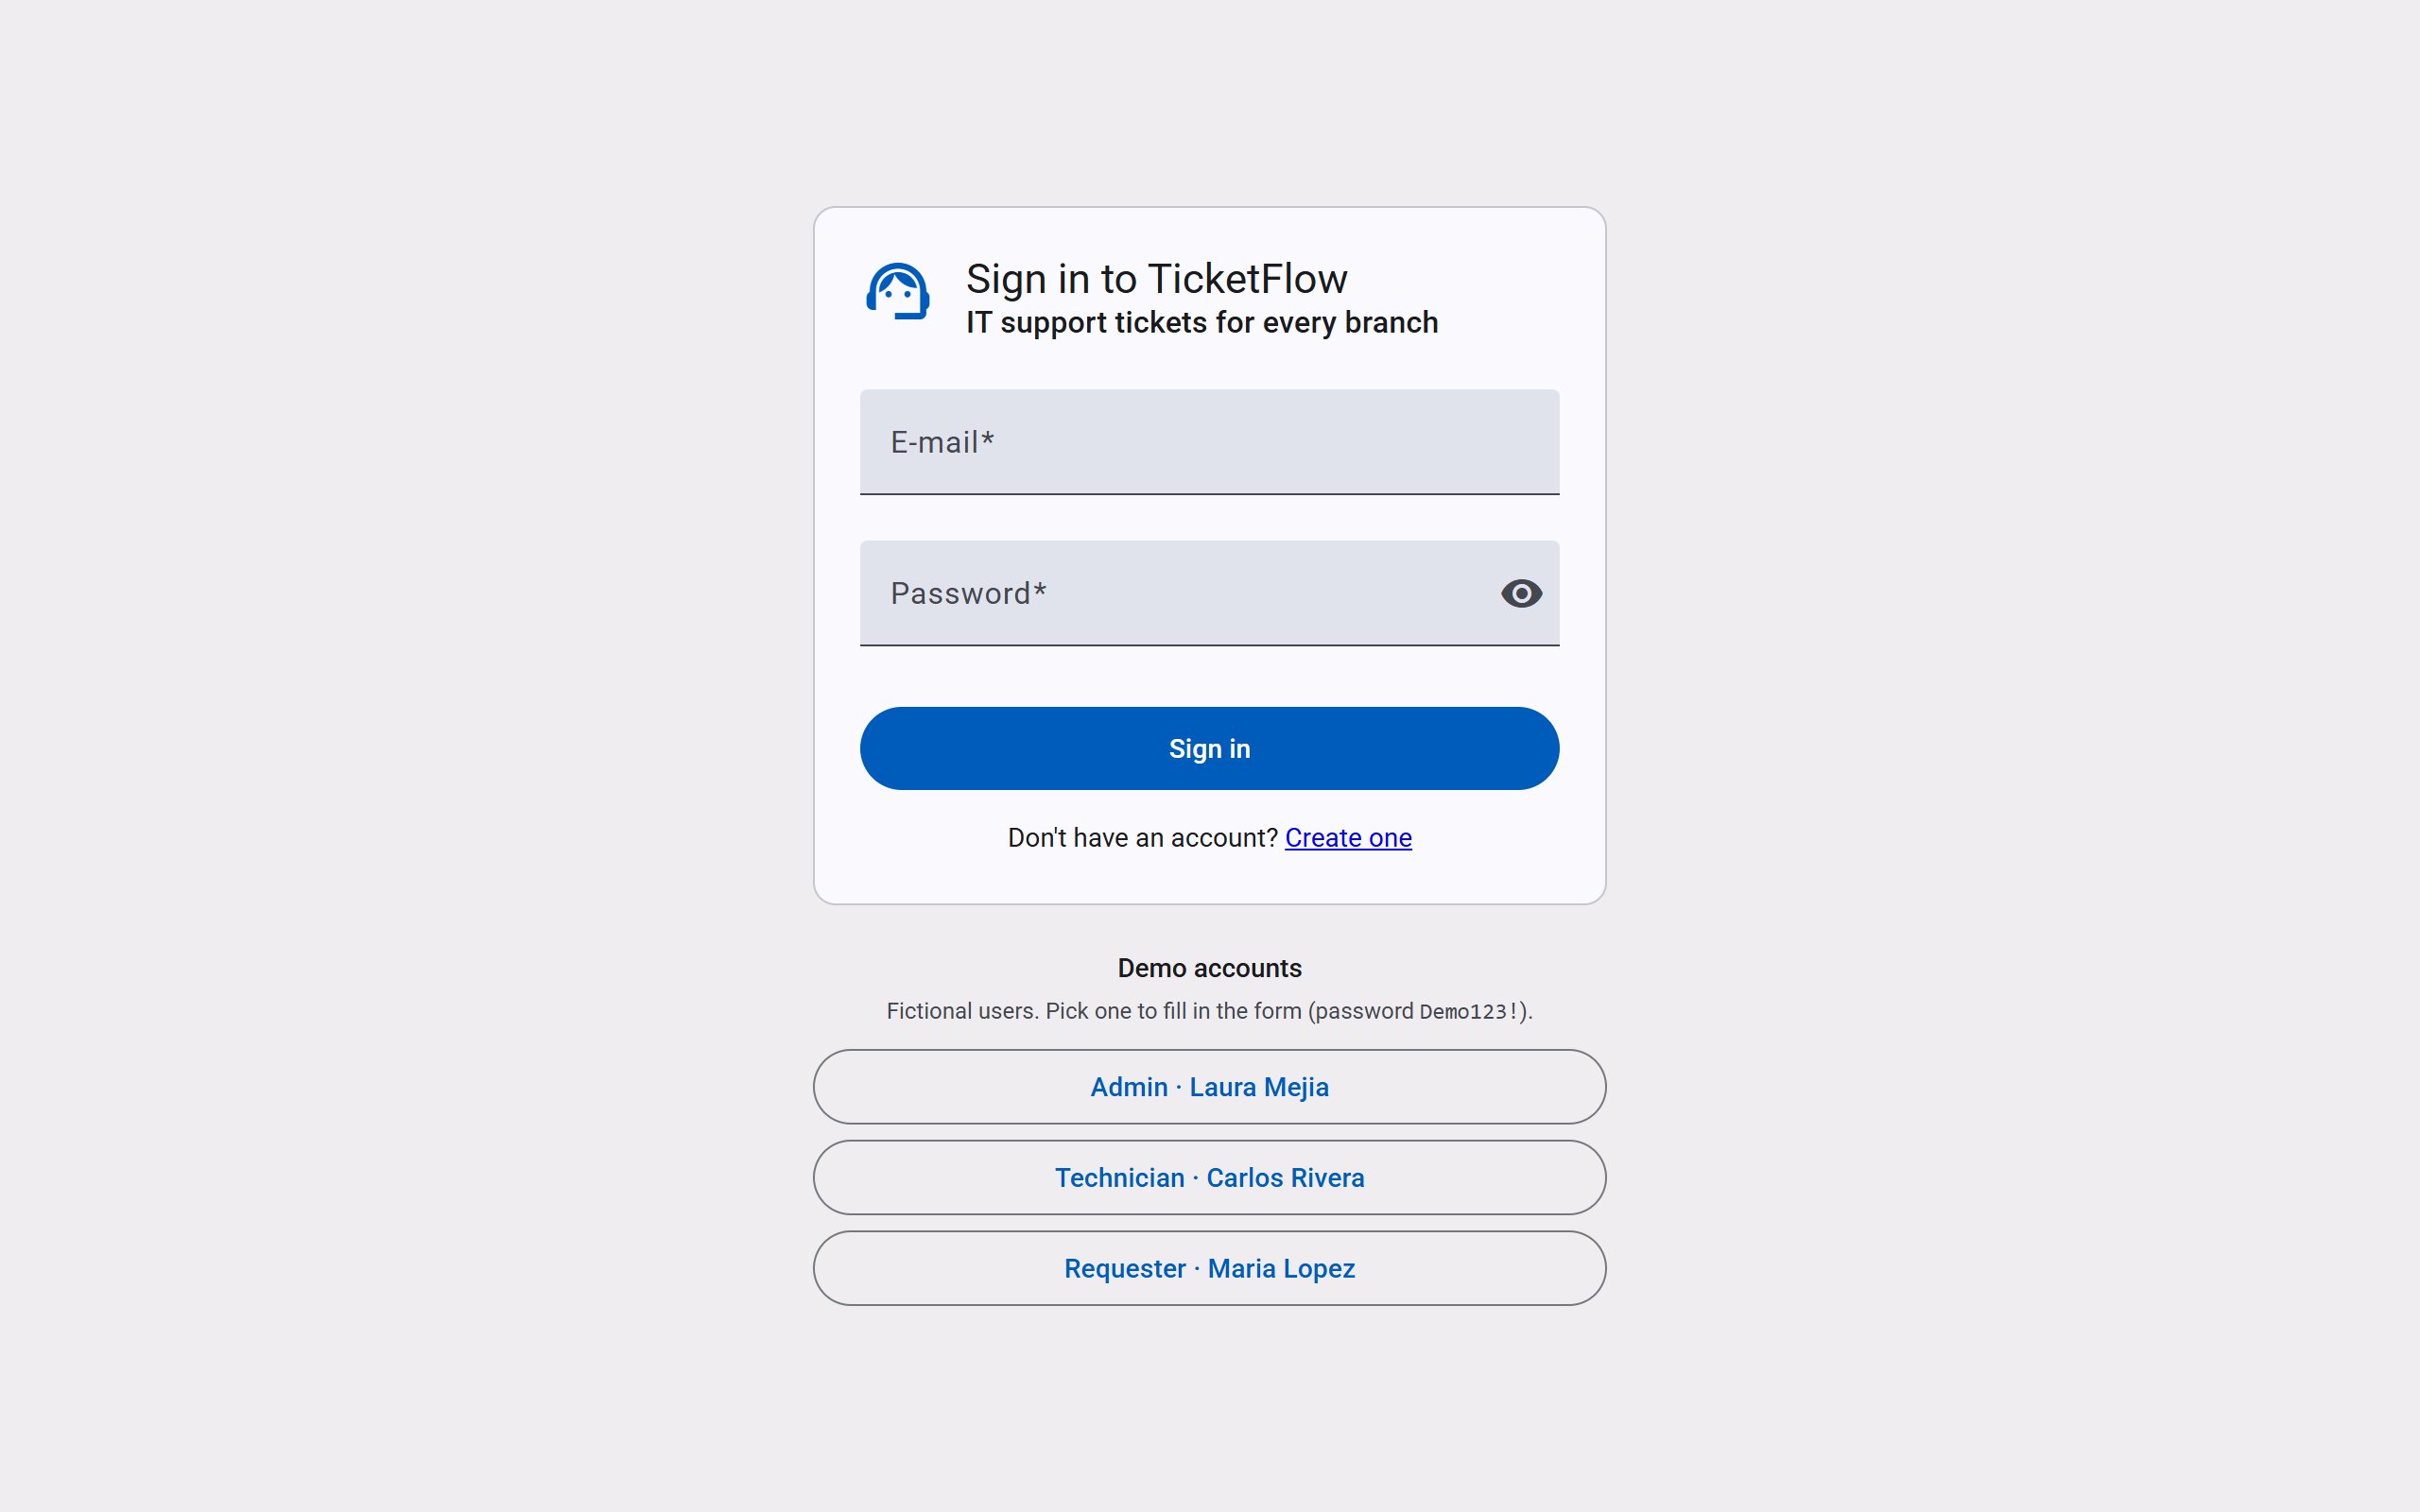 Sign in to TicketFlow
IT support tickets for every branch
E-mail*
Password*
Sign in
Don't have an account? Create one
Demo accounts
Fictional users. Pick one to fill in the form (password Demo123!).
Admin · Laura Mejia
Technician · Carlos Rivera
Requester · Maria Lopez